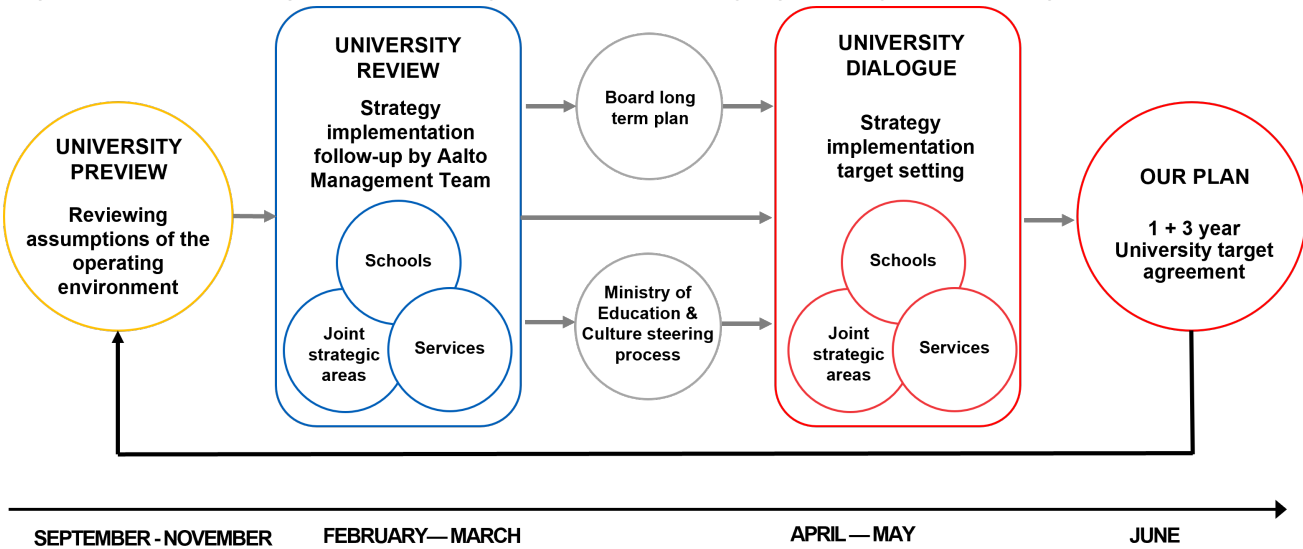 UNIVERSITY
PREVIEW
Reviewing
assumptions of the
operating
environment
UNIVERSITY
REVIEW
Strategy
implementation
follow-up by Aalto
Management Team
Schools
Joint
strategic
areas
Services
Board long
term plan
Ministry of
Education &
Culture steering
process
UNIVERSITY
DIALOGUE
Strategy
implementation
target setting
Schools
Joint
strategic
areas
Services
OUR PLAN
1 + 3 year
University target
agreement
SEPTEMBER - NOVEMBER
FEBRUARY— MARCH
APRIL — MAY
JUNE